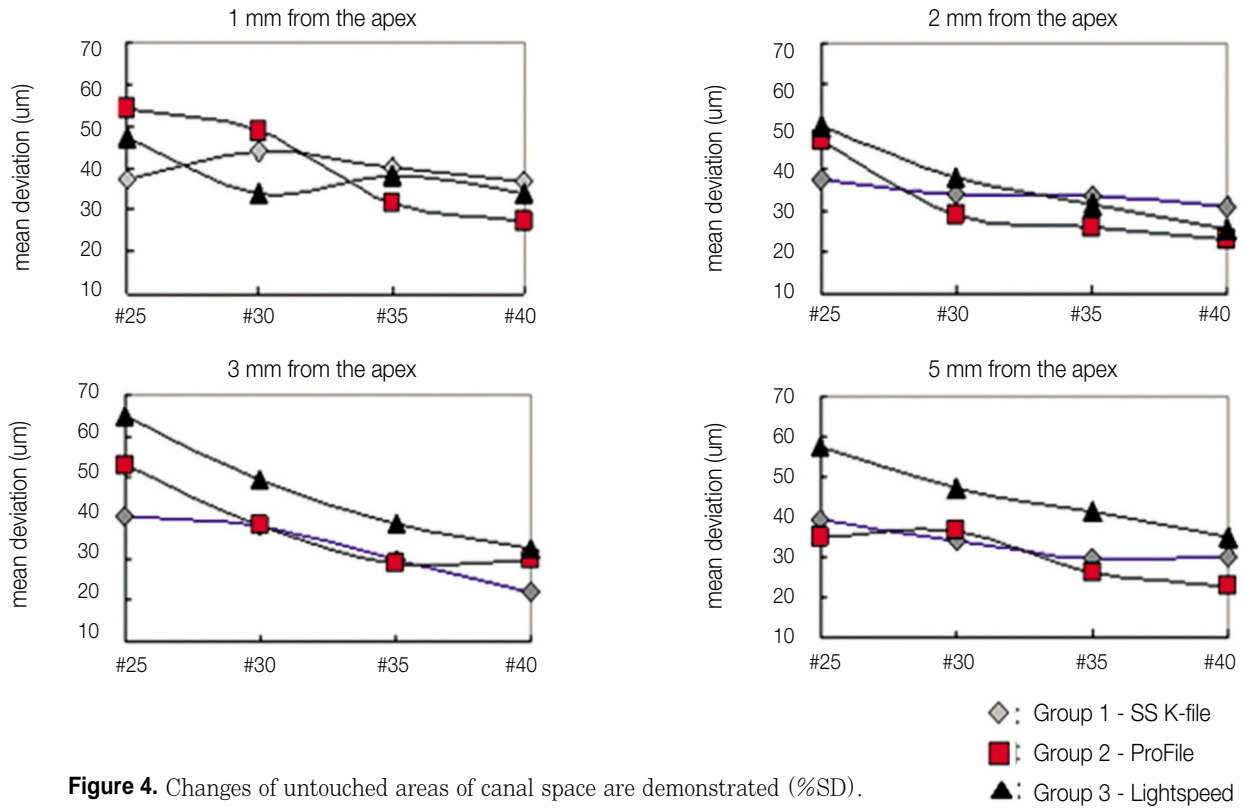 1 mm from the apex
mean deviation (um)
70
60
50
40
30
20
10
#25 #30 #35 #40
2 mm from the apex
mean deviation (um)
70
60
50
40
30
20
10
#25 #30 #35 #40
3 mm from the apex
mean deviation (um)
70
60
50
40
30
20
10
#25 #30 #35 #40
5 mm from the apex
mean deviation (um)
70
60
50
40
30
20
10
#25 #30 #35 #40
: Group 1 - SS K-file
: Group 2 - ProFile
: Group 3 - Lightspeed
Figure 4. Changes of untouched areas of canal space are demonstrated (%SD).